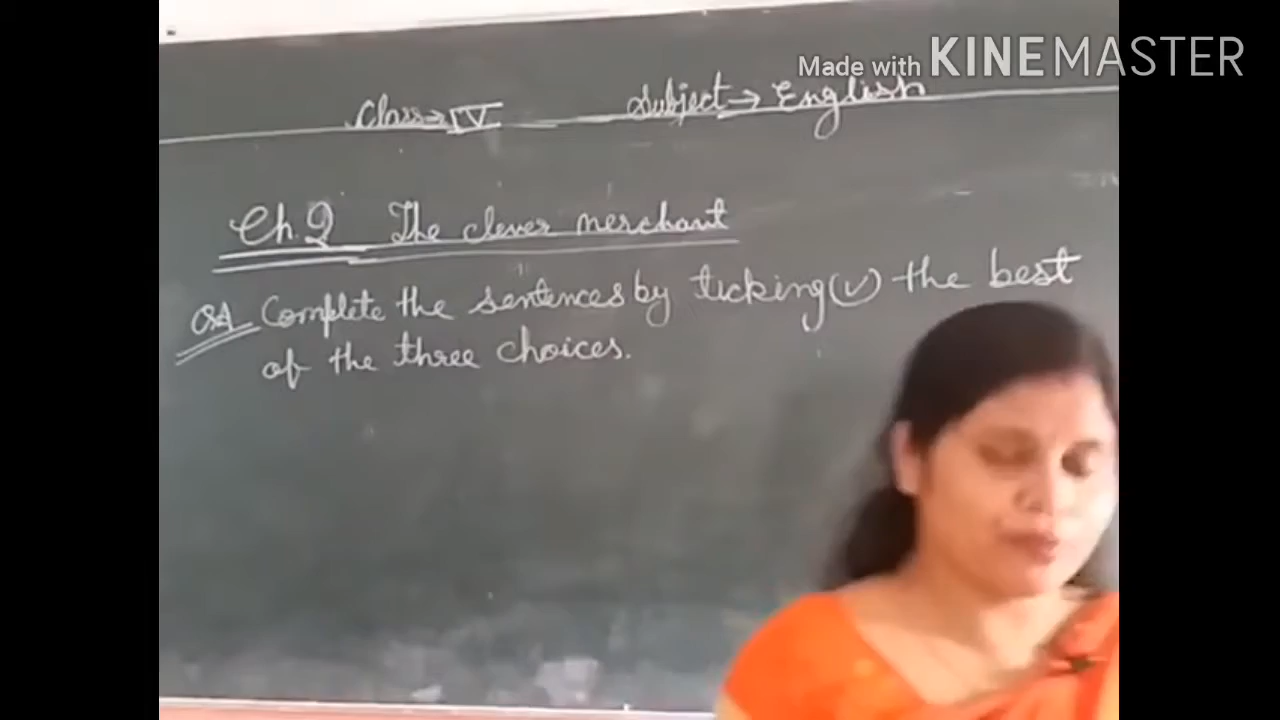 Made with KINEMASTER
Class→ IV Subject → English
Ch.2 The clever merchant
QA Complete the sentences by ticking(✓) the best
of the three choices.